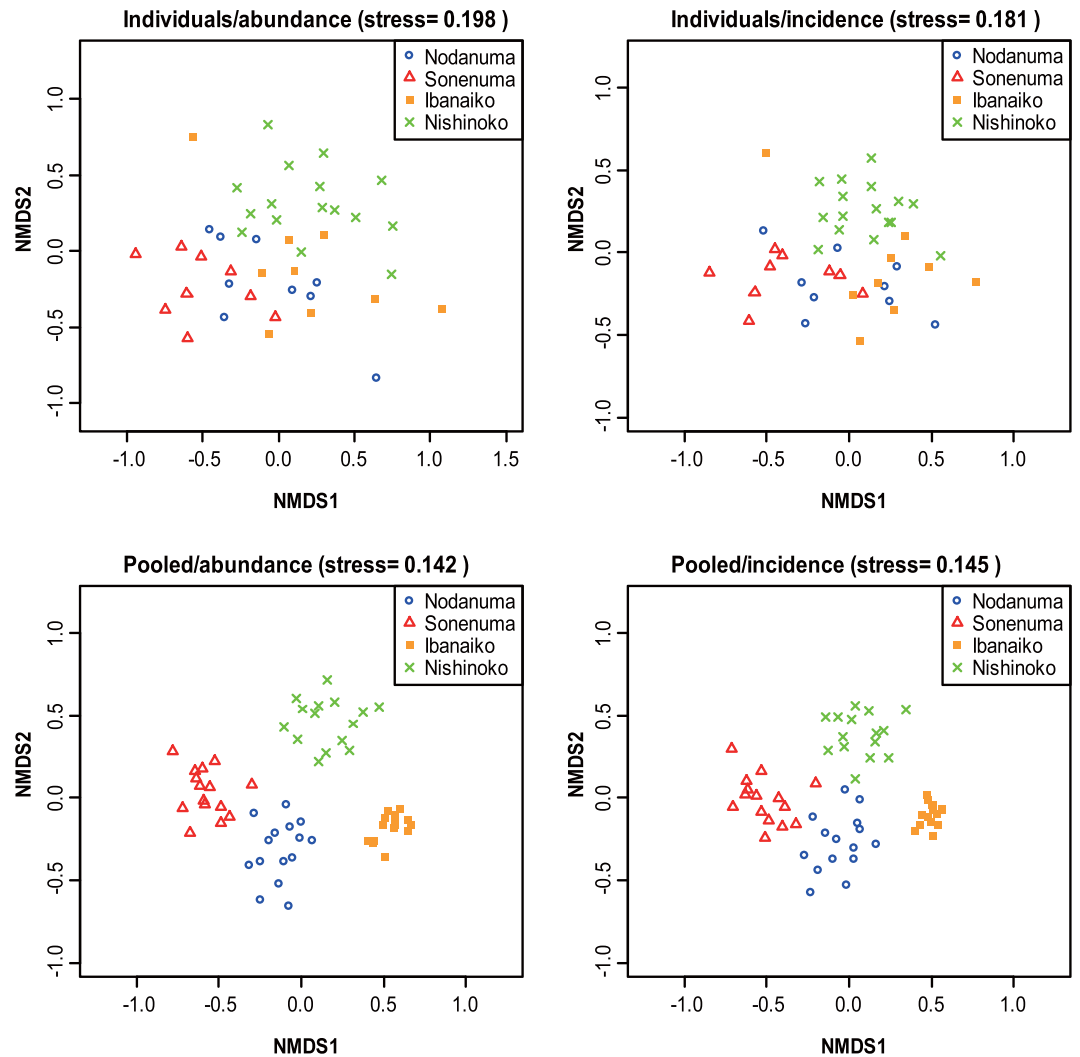 Individuals/abundance (stress= 0.198 )
Nodanuma
Sonenuma
Ibanaiko
Nishinoko
NMDS2
1.0
0.5
0.0
-0.5
-1.0
-1.0 -0.5 0.0 0.5 1.0 1.5
NMDS1
Individuals/incidence (stress= 0.181 )
Nodanuma
Sonenuma
Ibanaiko
Nishinoko
NMDS2
1.0
0.5
0.0
-0.5
-1.0
-1.0 -0.5 0.0 0.5 1.0
NMDS1
Pooled/abundance (stress= 0.142 )
Nodanuma
Sonenuma
Ibanaiko
Nishinoko
NMDS2
1.0
0.5
0.0
-0.5
-1.0
-1.0 -0.5 0.0 0.5 1.0
NMDS1
Pooled/incidence (stress= 0.145 )
Nodanuma
Sonenuma
Ibanaiko
Nishinoko
NMDS2
1.0
0.5
0.0
-0.5
-1.0
-1.0 -0.5 0.0 0.5 1.0
NMDS1